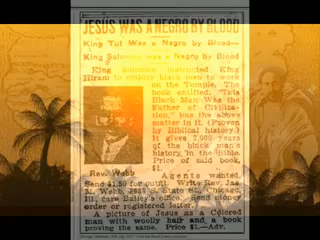 JESUS WAS A NEGRO BY BLOOD
King Tut Was a Negro by Blood—
King Solomon Was a Negro by Blood
King Solomon instructed King
Hiram to employ black men to work
on the Temple. The
book entitled, "This
Black Man Was the
Father of Civiliza-
tion," has the above
matter in it. (Proven
by Biblical history.)
It gives 7,000 years
of the black man's
history in the Bible.
Price of said book,
$1.
Rev. Webb
Agents wanted.
Send $1.50 for outfit. Write Rev. Jas.
M. Webb, State St., Chicago,
Ill., care Bailey's office. Send money
order or registered letter.
A picture of Jesus as a colored
man with woolly hair and a book
proving the same. Price $1.—Adv.